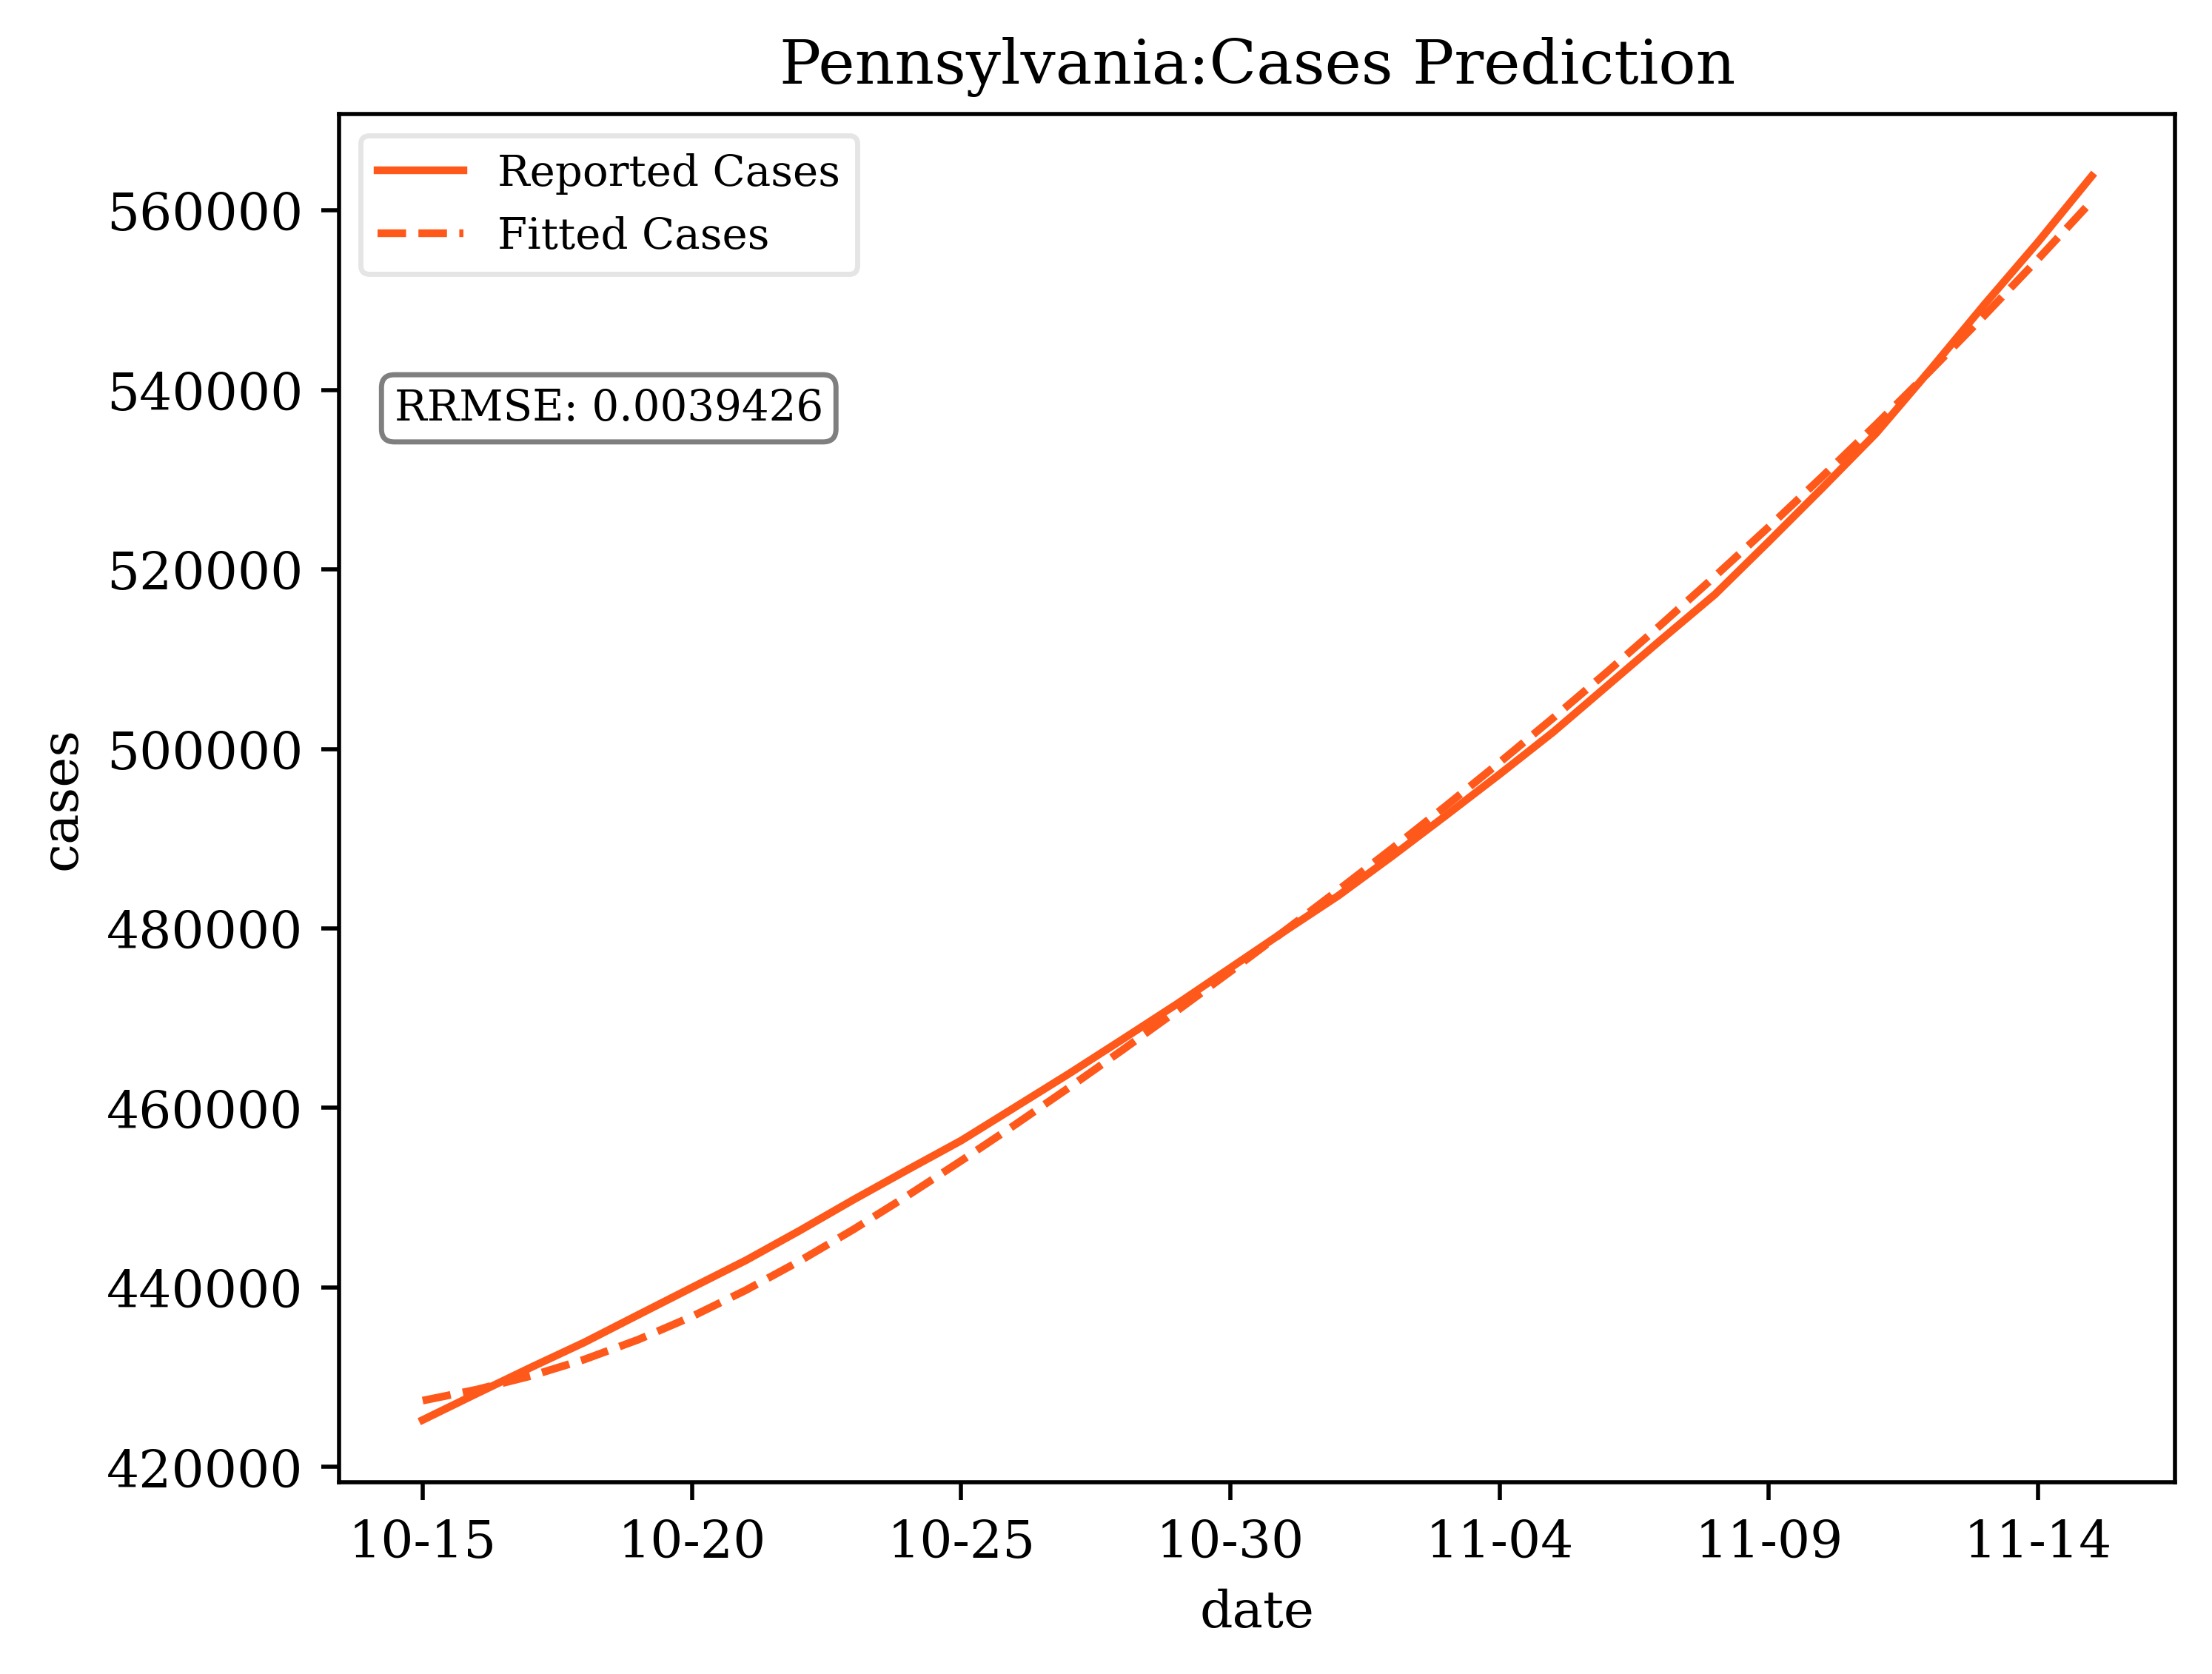 Pennsylvania:Cases Prediction
Reported Cases
Fitted Cases
RRMSE: 0.0039426
560000
540000
520000
500000
480000
460000
440000
420000
cases
10-15 10-20 10-25 10-30 11-04 11-09 11-14
date